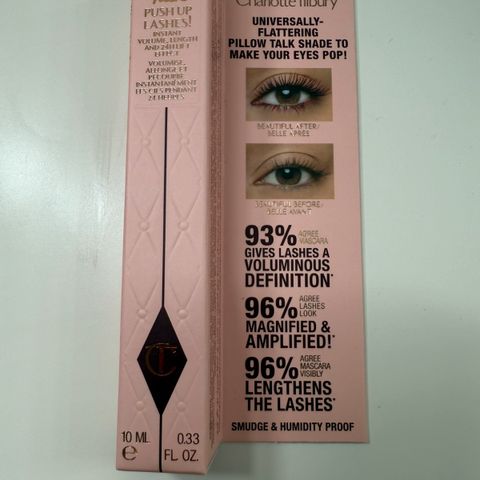 PUSH UP
LASHES!
INSTANT
VOLUME, LENGTH
AND 24H LIFT
EFFECT
VOLUMISE,
ALLONGE ET
RECOURBE
INSTANTANÉMENT
LES CILS PENDANT
24 HEURES
CT
10 ML 0.33
e FL. OZ.
Charlotte Tilbury
UNIVERSALLY-
FLATTERING
PILLOW TALK SHADE TO
MAKE YOUR EYES POP!
BEAUTIFUL AFTER/
BELLE APRÈS
BEAUTIFUL BEFORE/
BELLE AVANT
93% AGREE
MASCARA
GIVES LASHES A
VOLUMINOUS
DEFINITION*
96% AGREE
LASHES
LOOK
MAGNIFIED &
AMPLIFIED!*
96% AGREE
MASCARA
VISIBLY
LENGTHENS
THE LASHES*
SMUDGE & HUMIDITY PROOF